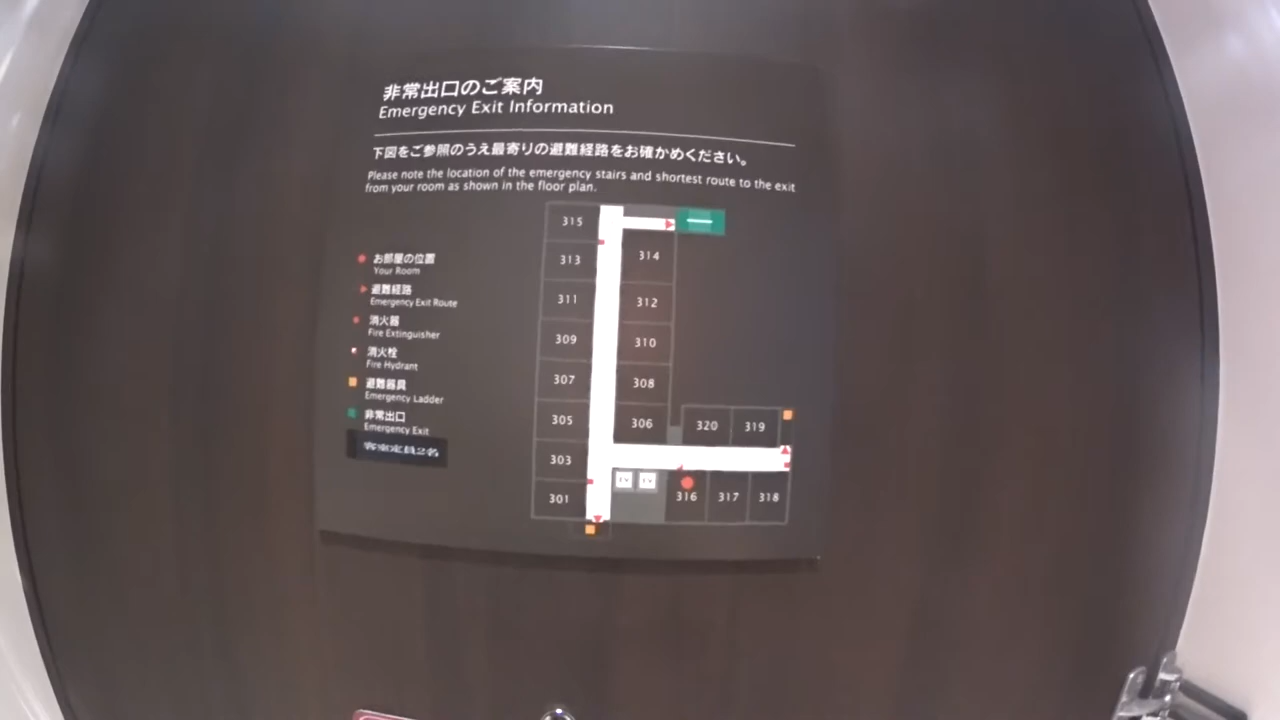 非常出口のご案内
Emergency Exit Information
下図をご参照のうえ最寄りの避難経路をお確かめください。
Please note the location of the emergency stairs and shortest route to the exit
from your room as shown in the floor plan.
お部屋の位置
Your Room
避難経路
Emergency Exit Route
消火器
Fire Extinguisher
消火栓
Fire Hydrant
避難器具
Emergency Ladder
非常出口
Emergency Exit
客室定員2名
315
313 314
311 312
309 310
307 308
305 306 320 319
303
EV EV
301 316 317 318